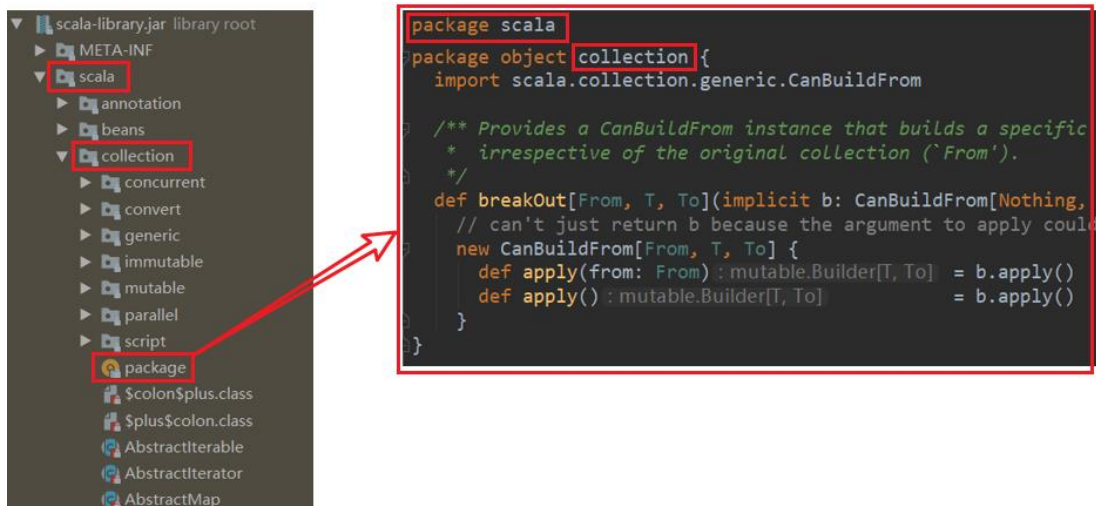 scala-library.jar library root
META-INF
scala
annotation
beans
collection
concurrent
convert
generic
immutable
mutable
parallel
script
package
$colon$plus.class
$plus$colon.class
AbstractIterable
AbstractIterator
AbstractMap
package scala
package object collection {
import scala.collection.generic.CanBuildFrom
/** Provides a CanBuildFrom instance that builds a specific
* irrespective of the original collection (`From').
*/
def breakOut[From, T, To](implicit b: CanBuildFrom[Nothing,
// can't just return b because the argument to apply could
new CanBuildFrom[From, T, To] {
def apply(from: From) : mutable.Builder[T, To] = b.apply()
def apply() : mutable.Builder[T, To] = b.apply()
}
}